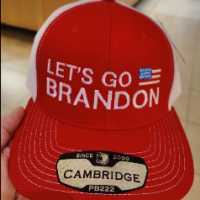 LET'S GO
BRANDON
SINCE 2000
CAMBRIDGE
PB222